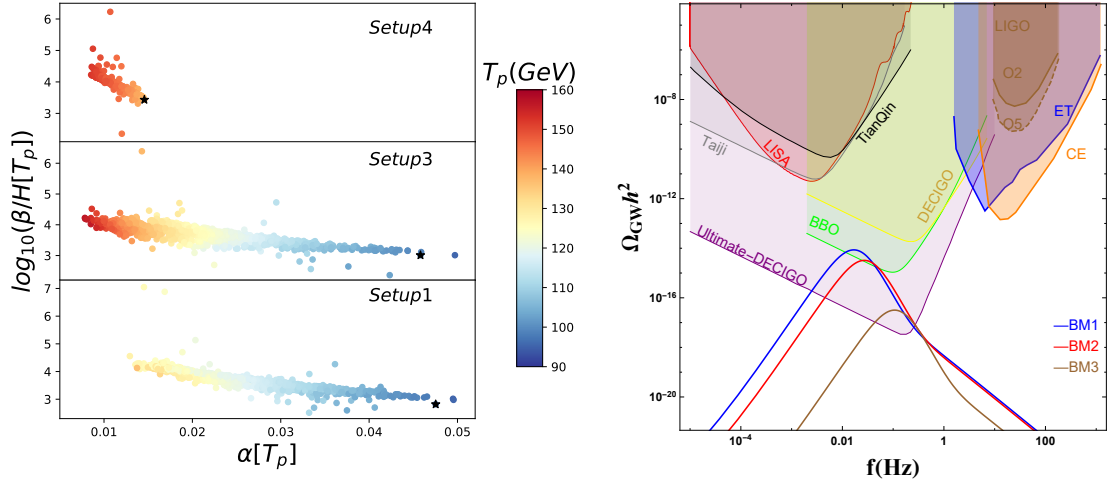 6
5
4
3
Setup4
6
5
4
3
Setup3
7
6
5
4
3
Setup1
log₁₀(β/H[Tₚ])
0.01
0.02
0.03
0.04
0.05
α[Tₚ]
Tₚ(GeV)
160
150
140
130
120
110
100
90
10⁻⁸
10⁻¹²
10⁻¹⁶
10⁻²⁰
Ω_GW h²
LIGO
O2
O5
ET
CE
TianQin
LISA
Taiji
DECIGO
BBO
Ultimate-DECIGO
—BM1
—BM2
—BM3
10⁻⁴
0.01
1
100
f(Hz)